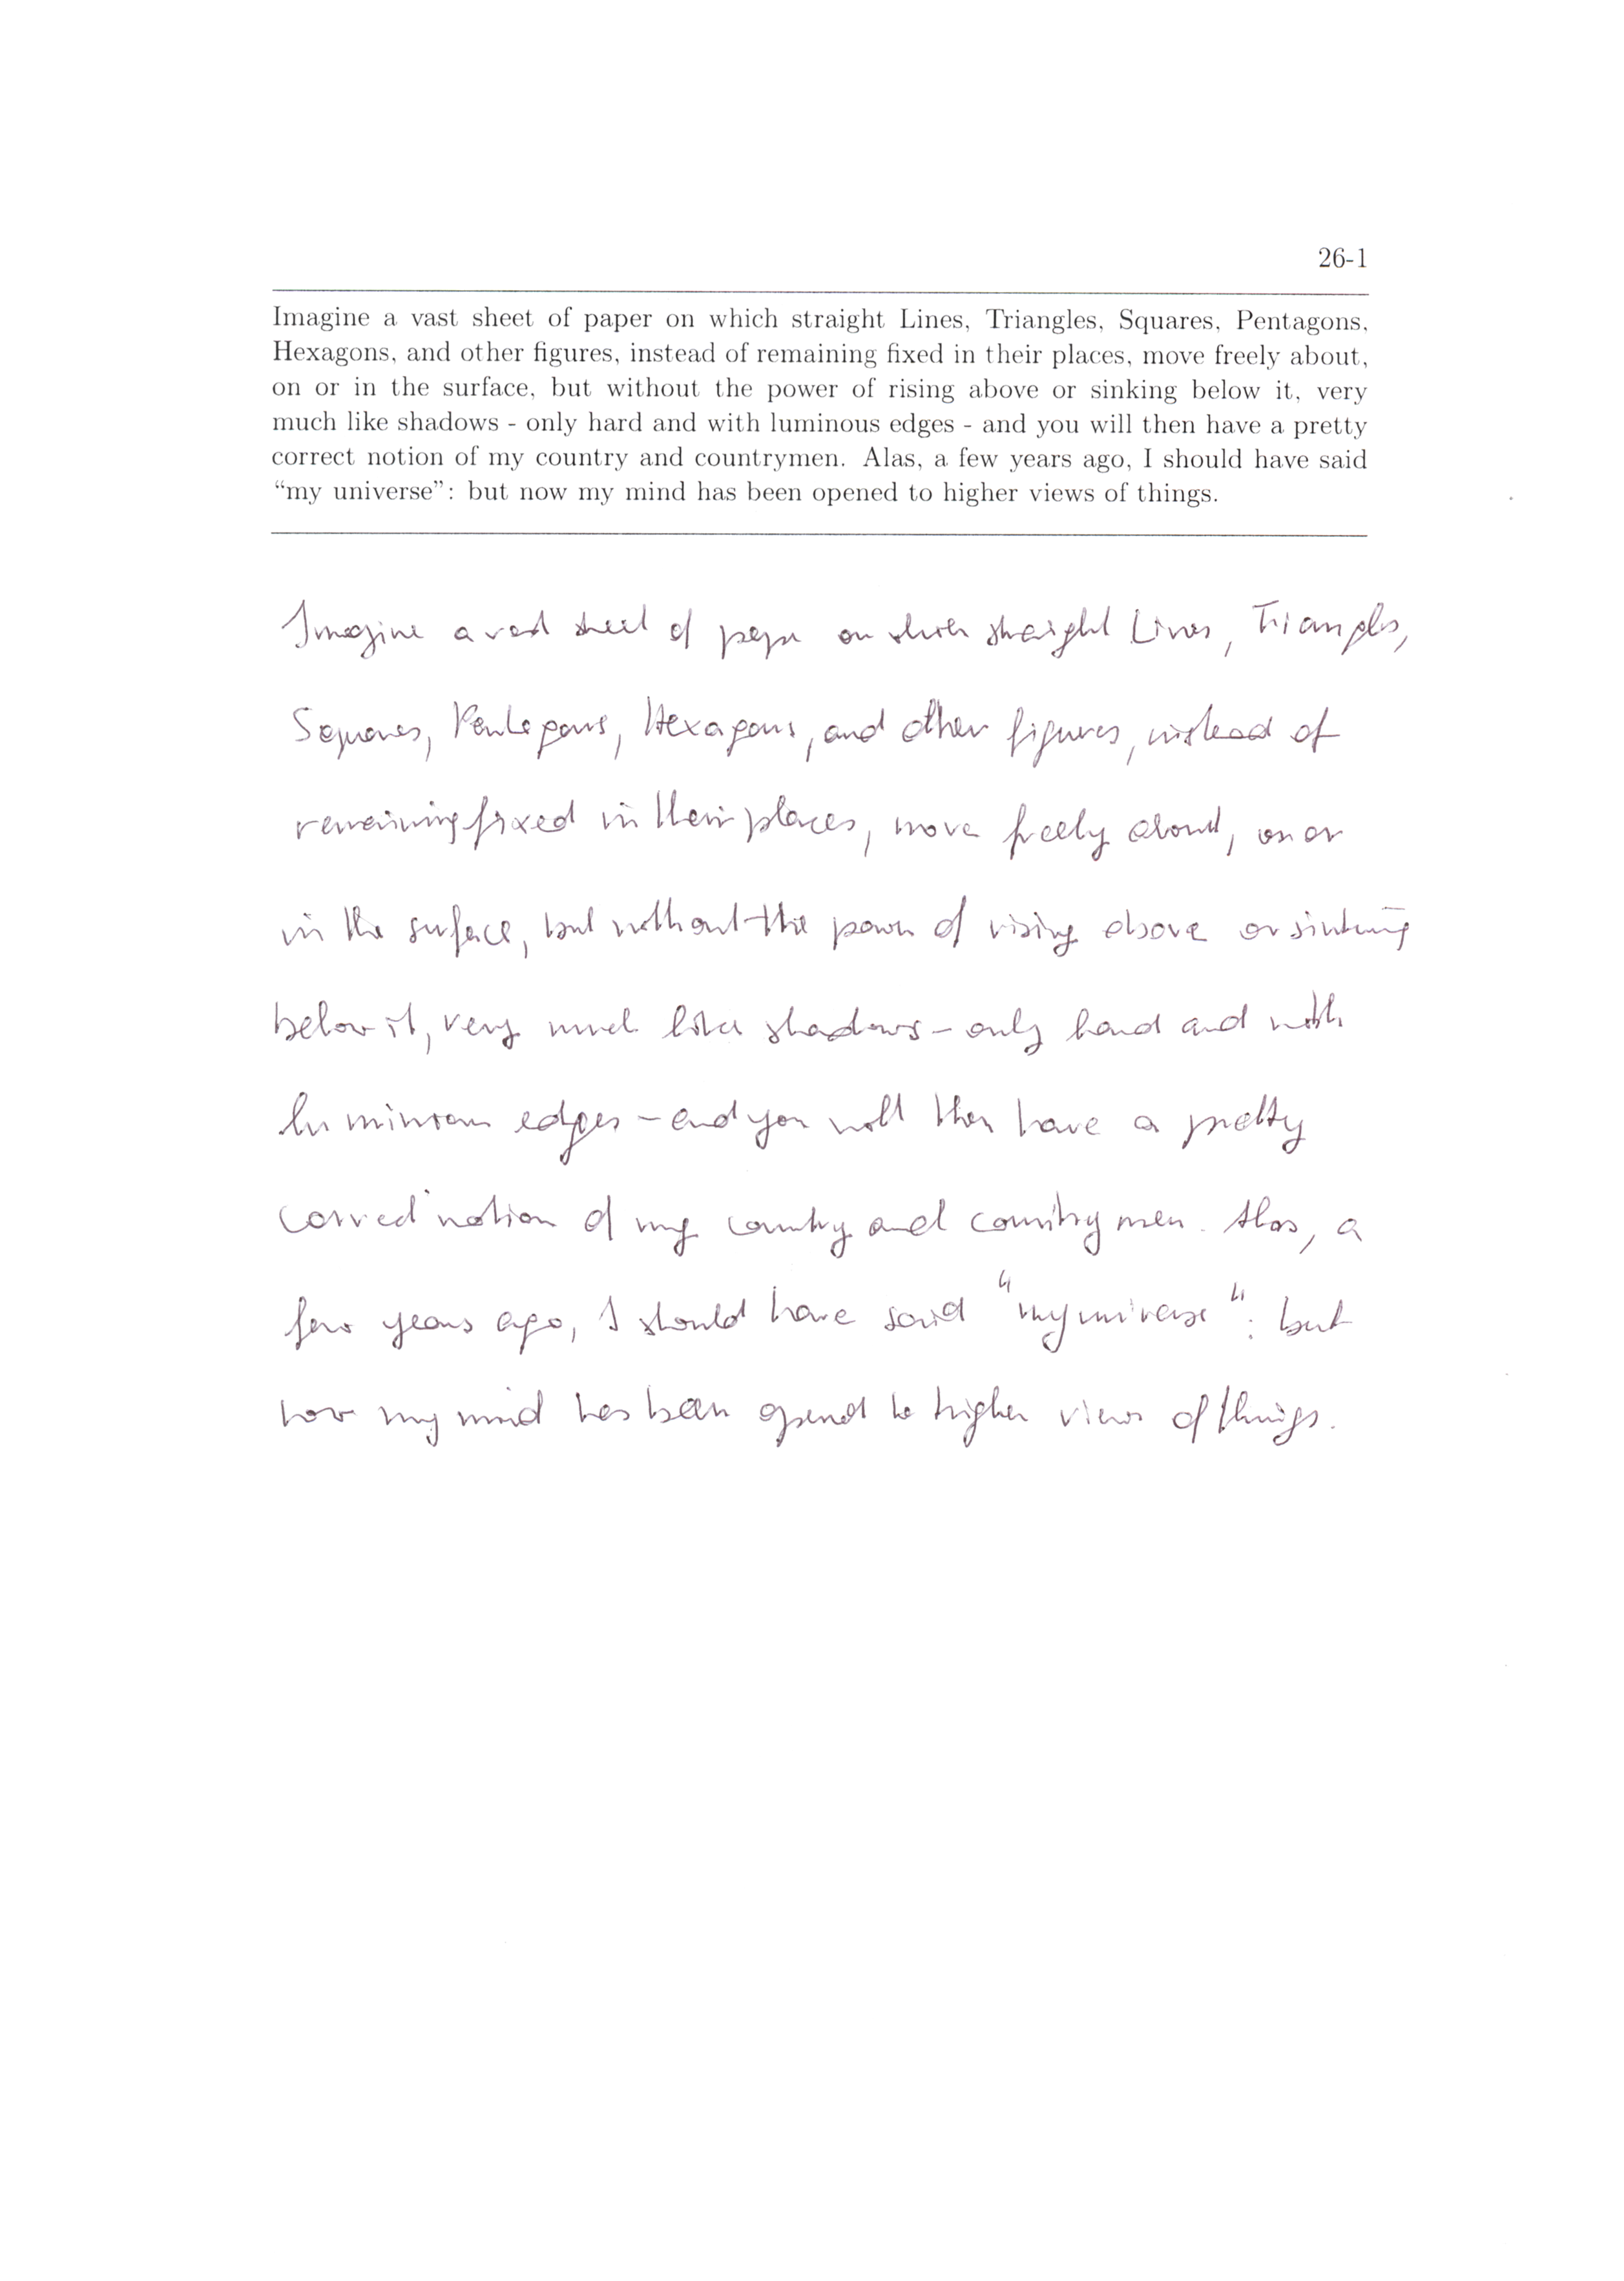 26-1
Imagine a vast sheet of paper on which straight Lines, Triangles, Squares, Pentagons,
Hexagons, and other figures, instead of remaining fixed in their places, move freely about,
on or in the surface, but without the power of rising above or sinking below it, very
much like shadows - only hard and with luminous edges - and you will then have a pretty
correct notion of my country and countrymen. Alas, a few years ago, I should have said
“my universe”: but now my mind has been opened to higher views of things.
Imagine a vast sheet of paper on which straight Lines, Triangles,
Squares, Pentagons, Hexagons, and other figures, instead of
remaining fixed in their places, move freely about, on or
in the surface, but without the power of rising above or sinking
below it, very much like shadows - only hard and with
luminous edges - and you will then have a pretty
correct notion of my country and countrymen. Alas, a
few years ago, I should have said "my universe": but
now my mind has been opened to higher views of things.